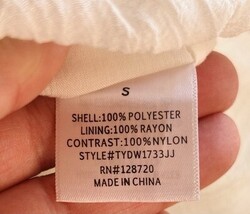 S
SHELL:100% POLYESTER
LINING:100% RAYON
CONTRAST:100%NYLON
STYLE#TYDW1733JJ
RN#128720
MADE IN CHINA